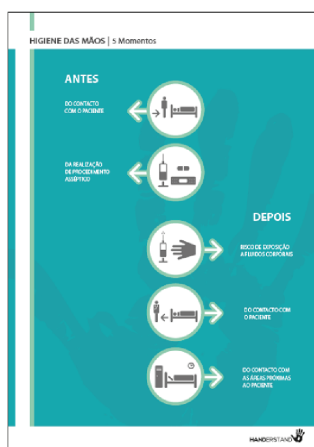 HIGIENE DAS MÃOS | 5 Momentos
ANTES
DO CONTACTO
COM O PACIENTE
DA REALIZAÇÃO
DE PROCEDIMENTO
ASSÉPTICO
DEPOIS
RISCO DE EXPOSIÇÃO
A FLUIDOS CORPORAIS
DO CONTACTO COM
O PACIENTE
DO CONTACTO COM
AS ÁREAS PRÓXIMAS
AO PACIENTE
HANDERSTAND